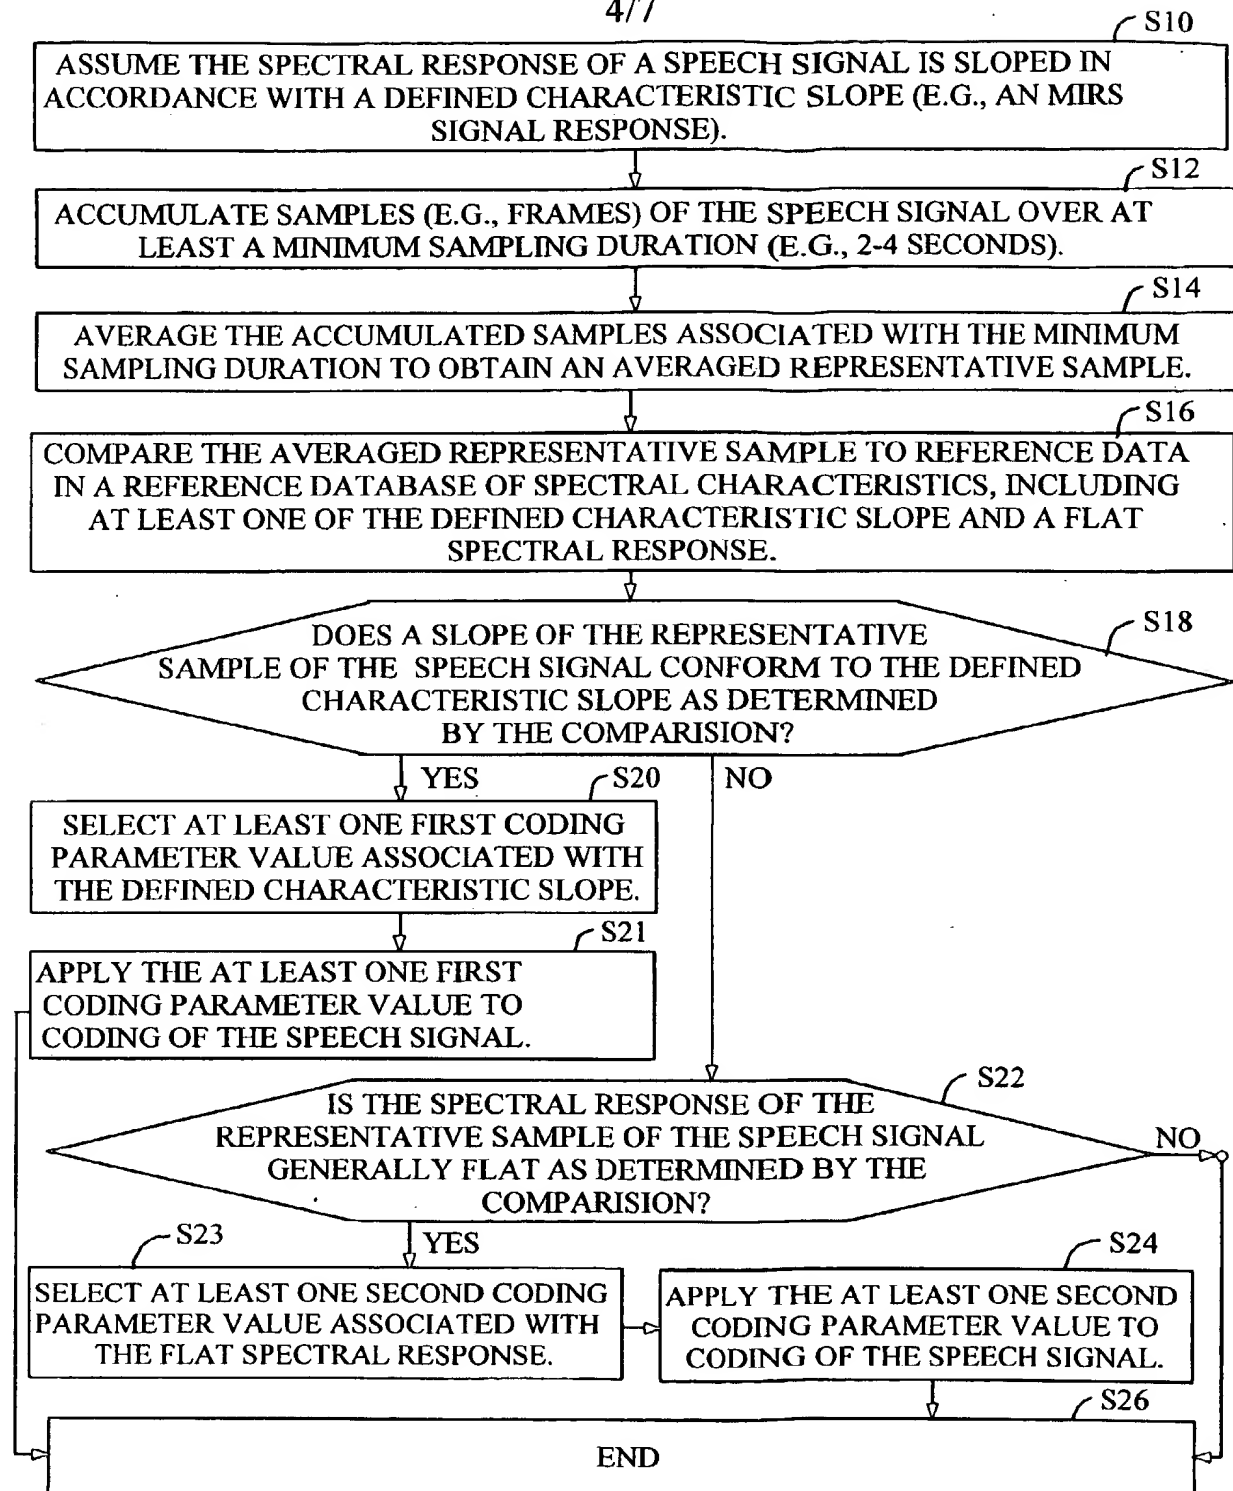 4/7
S10
ASSUME THE SPECTRAL RESPONSE OF A SPEECH SIGNAL IS SLOPED IN
ACCORDANCE WITH A DEFINED CHARACTERISTIC SLOPE (E.G., AN MIRS
SIGNAL RESPONSE).
S12
ACCUMULATE SAMPLES (E.G., FRAMES) OF THE SPEECH SIGNAL OVER AT
LEAST A MINIMUM SAMPLING DURATION (E.G., 2-4 SECONDS).
S14
AVERAGE THE ACCUMULATED SAMPLES ASSOCIATED WITH THE MINIMUM
SAMPLING DURATION TO OBTAIN AN AVERAGED REPRESENTATIVE SAMPLE.
S16
COMPARE THE AVERAGED REPRESENTATIVE SAMPLE TO REFERENCE DATA
IN A REFERENCE DATABASE OF SPECTRAL CHARACTERISTICS, INCLUDING
AT LEAST ONE OF THE DEFINED CHARACTERISTIC SLOPE AND A FLAT
SPECTRAL RESPONSE.
S18
DOES A SLOPE OF THE REPRESENTATIVE
SAMPLE OF THE SPEECH SIGNAL CONFORM TO THE DEFINED
CHARACTERISTIC SLOPE AS DETERMINED
BY THE COMPARISION?
YES
NO
S20
SELECT AT LEAST ONE FIRST CODING
PARAMETER VALUE ASSOCIATED WITH
THE DEFINED CHARACTERISTIC SLOPE.
S21
APPLY THE AT LEAST ONE FIRST
CODING PARAMETER VALUE TO
CODING OF THE SPEECH SIGNAL.
S22
IS THE SPECTRAL RESPONSE OF THE
REPRESENTATIVE SAMPLE OF THE SPEECH SIGNAL
GENERALLY FLAT AS DETERMINED BY THE
COMPARISION?
NO
YES
S23
SELECT AT LEAST ONE SECOND CODING
PARAMETER VALUE ASSOCIATED WITH
THE FLAT SPECTRAL RESPONSE.
S24
APPLY THE AT LEAST ONE SECOND
CODING PARAMETER VALUE TO
CODING OF THE SPEECH SIGNAL.
S26
END